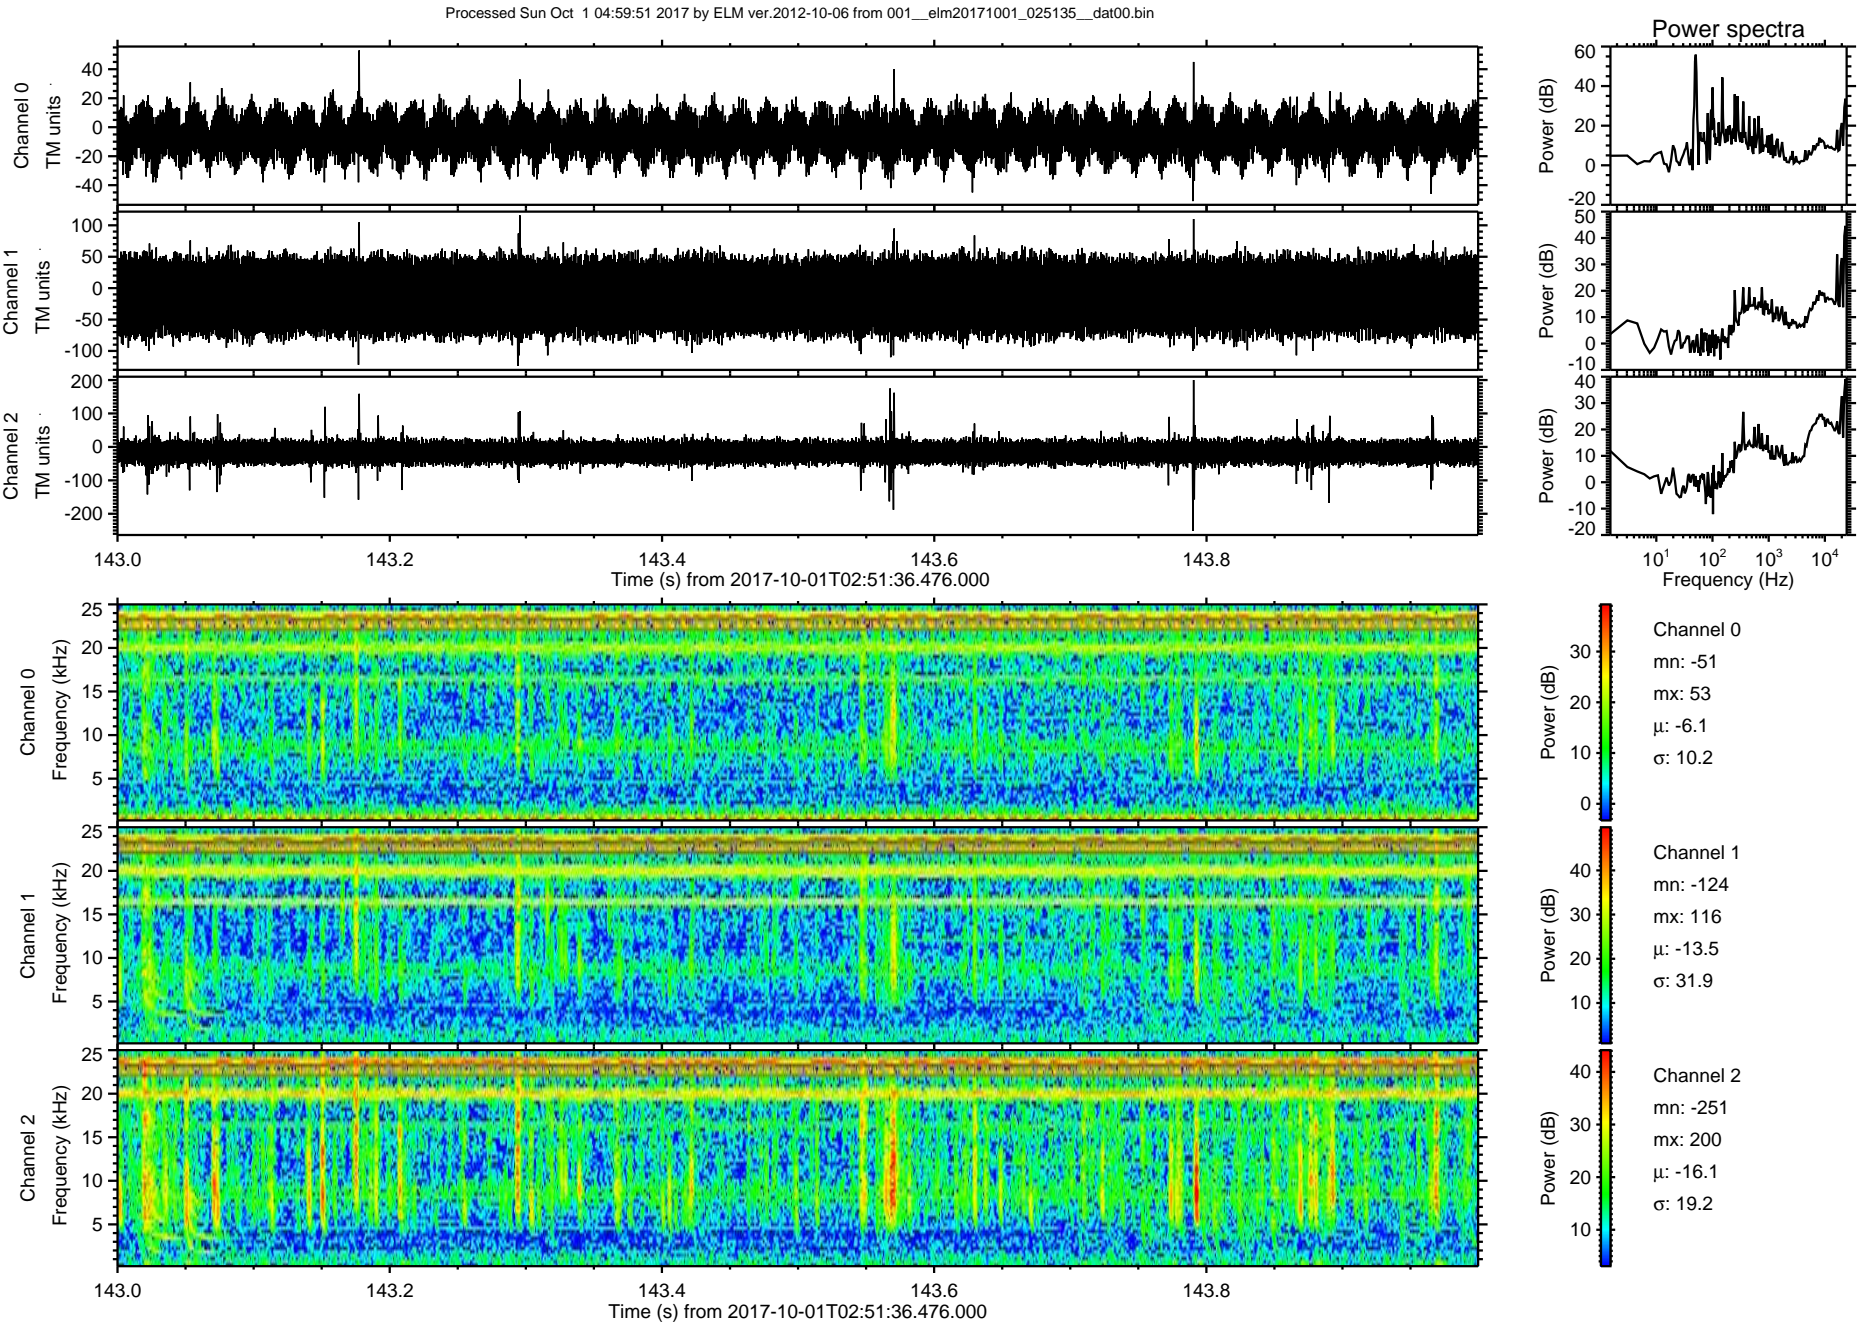 Processed Sun Oct  1 04:59:51 2017 by ELM ver.2012-10-06 from 001__elm20171001_025135__dat00.bin
Power spectra
Channel 0
TM units
40
20
0
-20
-40
Power (dB)
60
40
20
0
-20
Channel 1
TM units
100
50
0
-50
-100
Power (dB)
50
40
30
20
10
0
-10
Channel 2
TM units
200
100
0
-100
-200
Power (dB)
40
30
20
10
0
-10
-20
143.0
143.2
143.4
143.6
143.8
Time (s) from 2017-10-01T02:51:36.476.000
10^1
10^2
10^3
10^4
Frequency (Hz)
Channel 0
Frequency (kHz)
25
20
15
10
5
Power (dB)
30
20
10
0
Channel 0
mn: -51
mx: 53
μ: -6.1
σ: 10.2
Channel 1
Frequency (kHz)
25
20
15
10
5
Power (dB)
40
30
20
10
Channel 1
mn: -124
mx: 116
μ: -13.5
σ: 31.9
Channel 2
Frequency (kHz)
25
20
15
10
5
Power (dB)
40
30
20
10
Channel 2
mn: -251
mx: 200
μ: -16.1
σ: 19.2
143.0
143.2
143.4
143.6
143.8
Time (s) from 2017-10-01T02:51:36.476.000